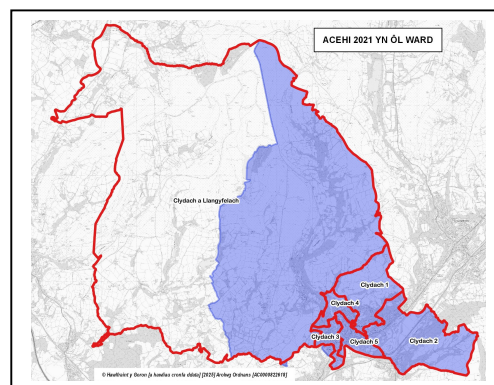 ACEHI 2021 YN ÔL WARD
Clydach a Llangyfelach
Clydach 1
Clydach 4
Clydach 3
Clydach 5
Clydach 2
© Hawlfraint y Goron [a hawliau cronfa ddata] [2025] Arolwg Ordnans [AC0000822610]